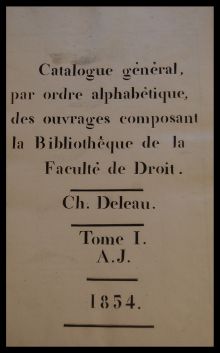 Catalogue général,
par ordre alphabétique,
des ouvrages composant
la Bibliothèque de la
Faculté de Droit.
Ch. Deleau.
Tome I.
A.J.
1854.